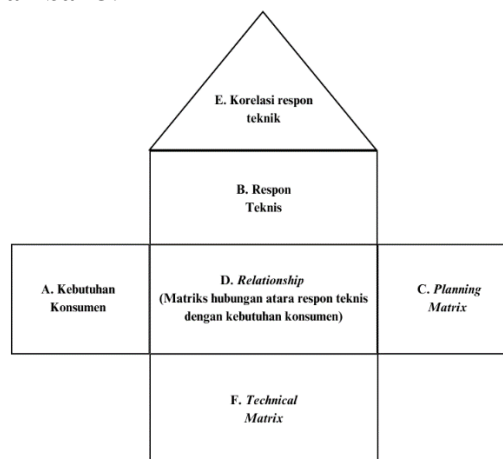 E. Korelasi respon
teknik
B. Respon
Teknis
A. Kebutuhan
Konsumen
D. Relationship
(Matriks hubungan atara respon teknis
dengan kebutuhan konsumen)
C. Planning
Matrix
F. Technical
Matrix